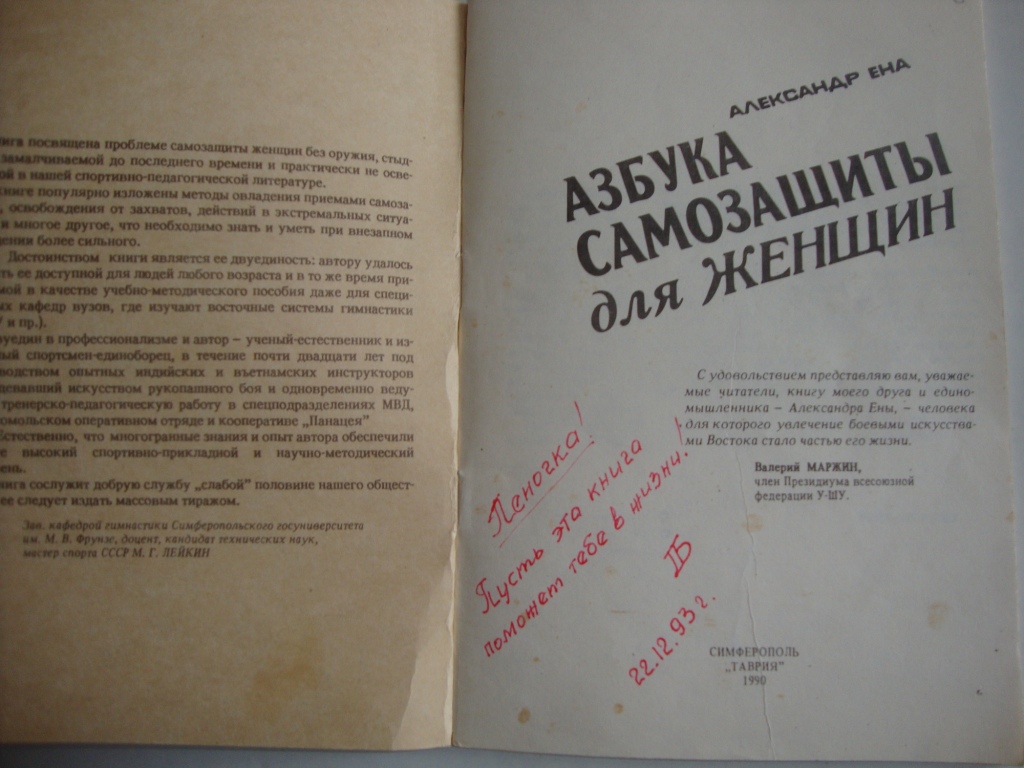 ига посвящена проблеме самозащиты женщин без оружия, стыд-
замалчиваемой до последнего времени и практически не осве-
ой в нашей спортивно-педагогической литературе.
книге популярно изложены методы овладения приемами самоза-
, освобождения от захватов, действий в экстремальных ситуа-
и многое другое, что необходимо знать и уметь при внезапном
дении более сильного.
Достоинством книги является ее двуединость: автору удалось
ть ее доступной для людей любого возраста и в то же время при-
мой в качестве учебно-методического пособия даже для специ-
ых кафедр вузов, где изучают восточные системы гимнастики
У и пр.).
вуедин в профессионализме и автор – ученый-естественник и из-
ный спортсмен-единоборец, в течение почти двадцати лет под
водством опытных индийских и въетнамских инструкторов
девавший искусством рукопашного боя и одновременно веду-
тренерско-педагогическую работу в спецподразделениях МВД,
омольском оперативном отряде и кооперативе „Панацея"
Естественно, что многогранные знания и опыт автора обеспечили
е высокий спортивно-прикладной и научно-методический
ень.
нига сослужит добрую службу „слабой" половине нашего общест-
ее следует издать массовым тиражом.
Зав. кафедрой гимнастики Симферопольского госуниверситета
им. М. В. Фрунзе, доцент, кандидат технических наук,
мастер спорта СССР М. Г. ЛЕЙКИН
АЛЕКСАНДР ЕНА
АЗБУКА
САМОЗАЩИТЫ
для ЖЕНЩИН
С удовольствием представляю вам, уважае-
мые читатели, книгу моего друга и едино-
мышленника – Александра Ены, – человека
для которого увлечение боевыми искусства-
ми Востока стало частью его жизни.
Валерий МАРЖИН,
член Президиума всесоюзной
федерации У-ШУ.
Леночка!
Пусть эта книга
поможет тебе в жизни!
22.12.93 г.
СИМФЕРОПОЛЬ
„ТАВРИЯ"
1990